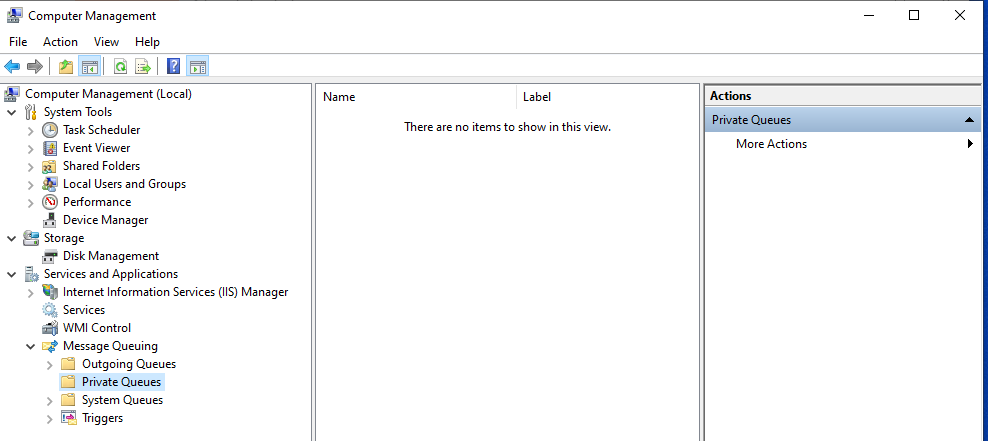 Computer Management
File Action View Help
Computer Management (Local)
System Tools
Task Scheduler
Event Viewer
Shared Folders
Local Users and Groups
Performance
Device Manager
Storage
Disk Management
Services and Applications
Internet Information Services (IIS) Manager
Services
WMI Control
Message Queuing
Outgoing Queues
Private Queues
System Queues
Triggers
Name Label
There are no items to show in this view.
Actions
Private Queues
More Actions